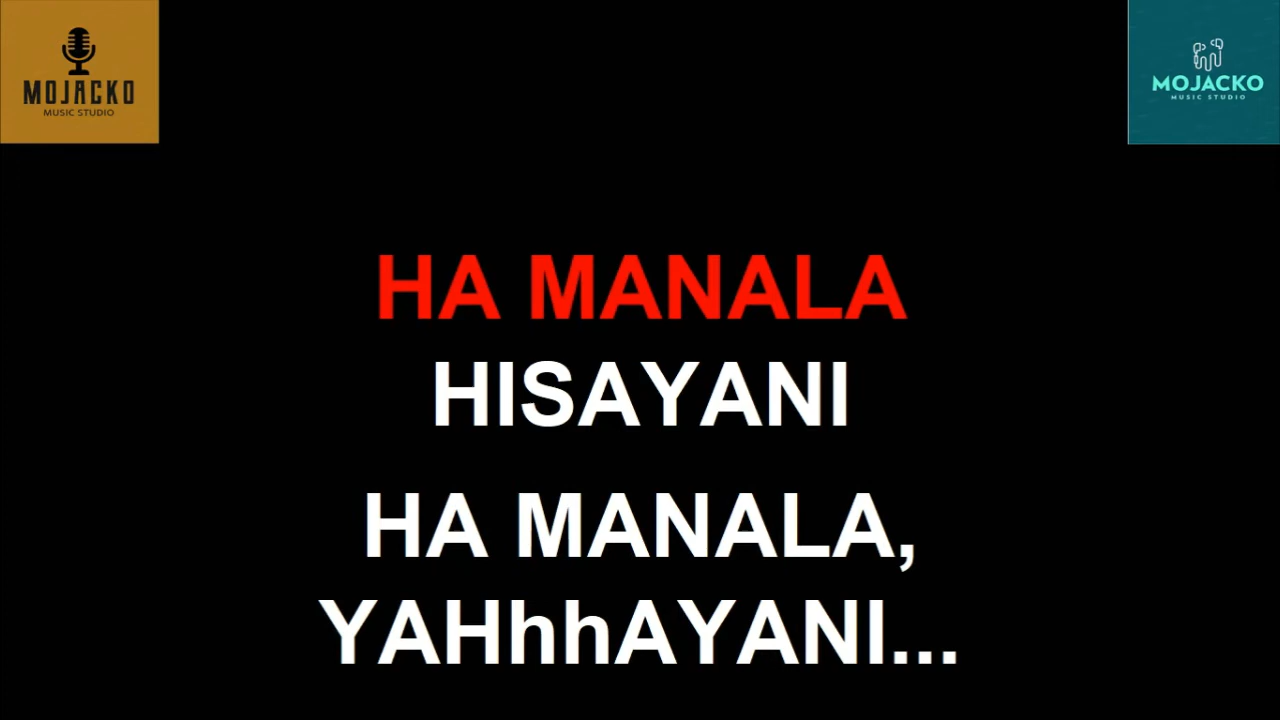 MOJACKO
MUSIC STUDIO
MOJACKO
MUSIC STUDIO
HA MANALA
HISAYANI
HA MANALA,
YAHhhAYANI...